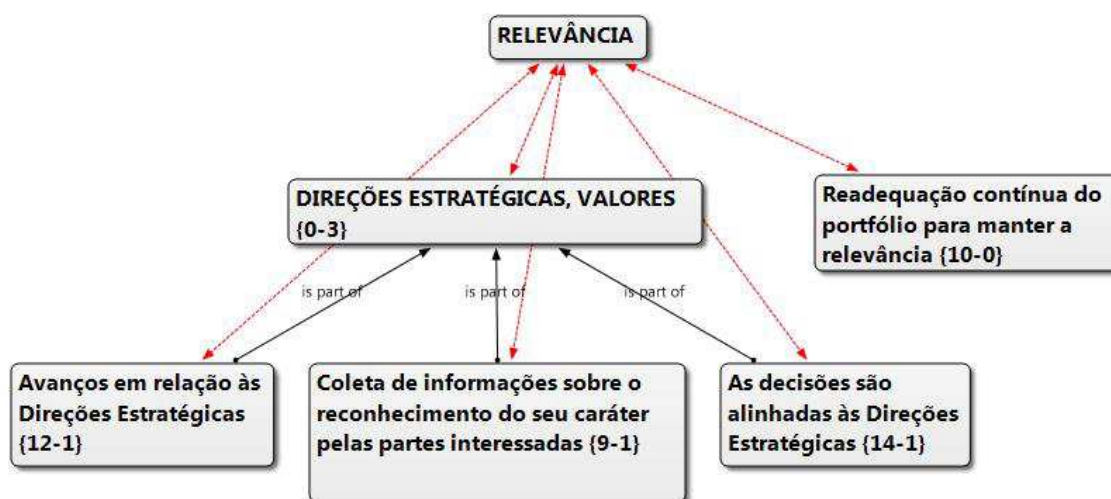 RELEVÂNCIA
DIREÇÕES ESTRATÉGICAS, VALORES
{0-3}
Readequação contínua do
portfólio para manter a
relevância {10-0}
is part of
is part of
is part of
Avanços em relação às
Direções Estratégicas
{12-1}
Coleta de informações sobre o
reconhecimento do seu caráter
pelas partes interessadas {9-1}
As decisões são
alinhadas às Direções
Estratégicas {14-1}